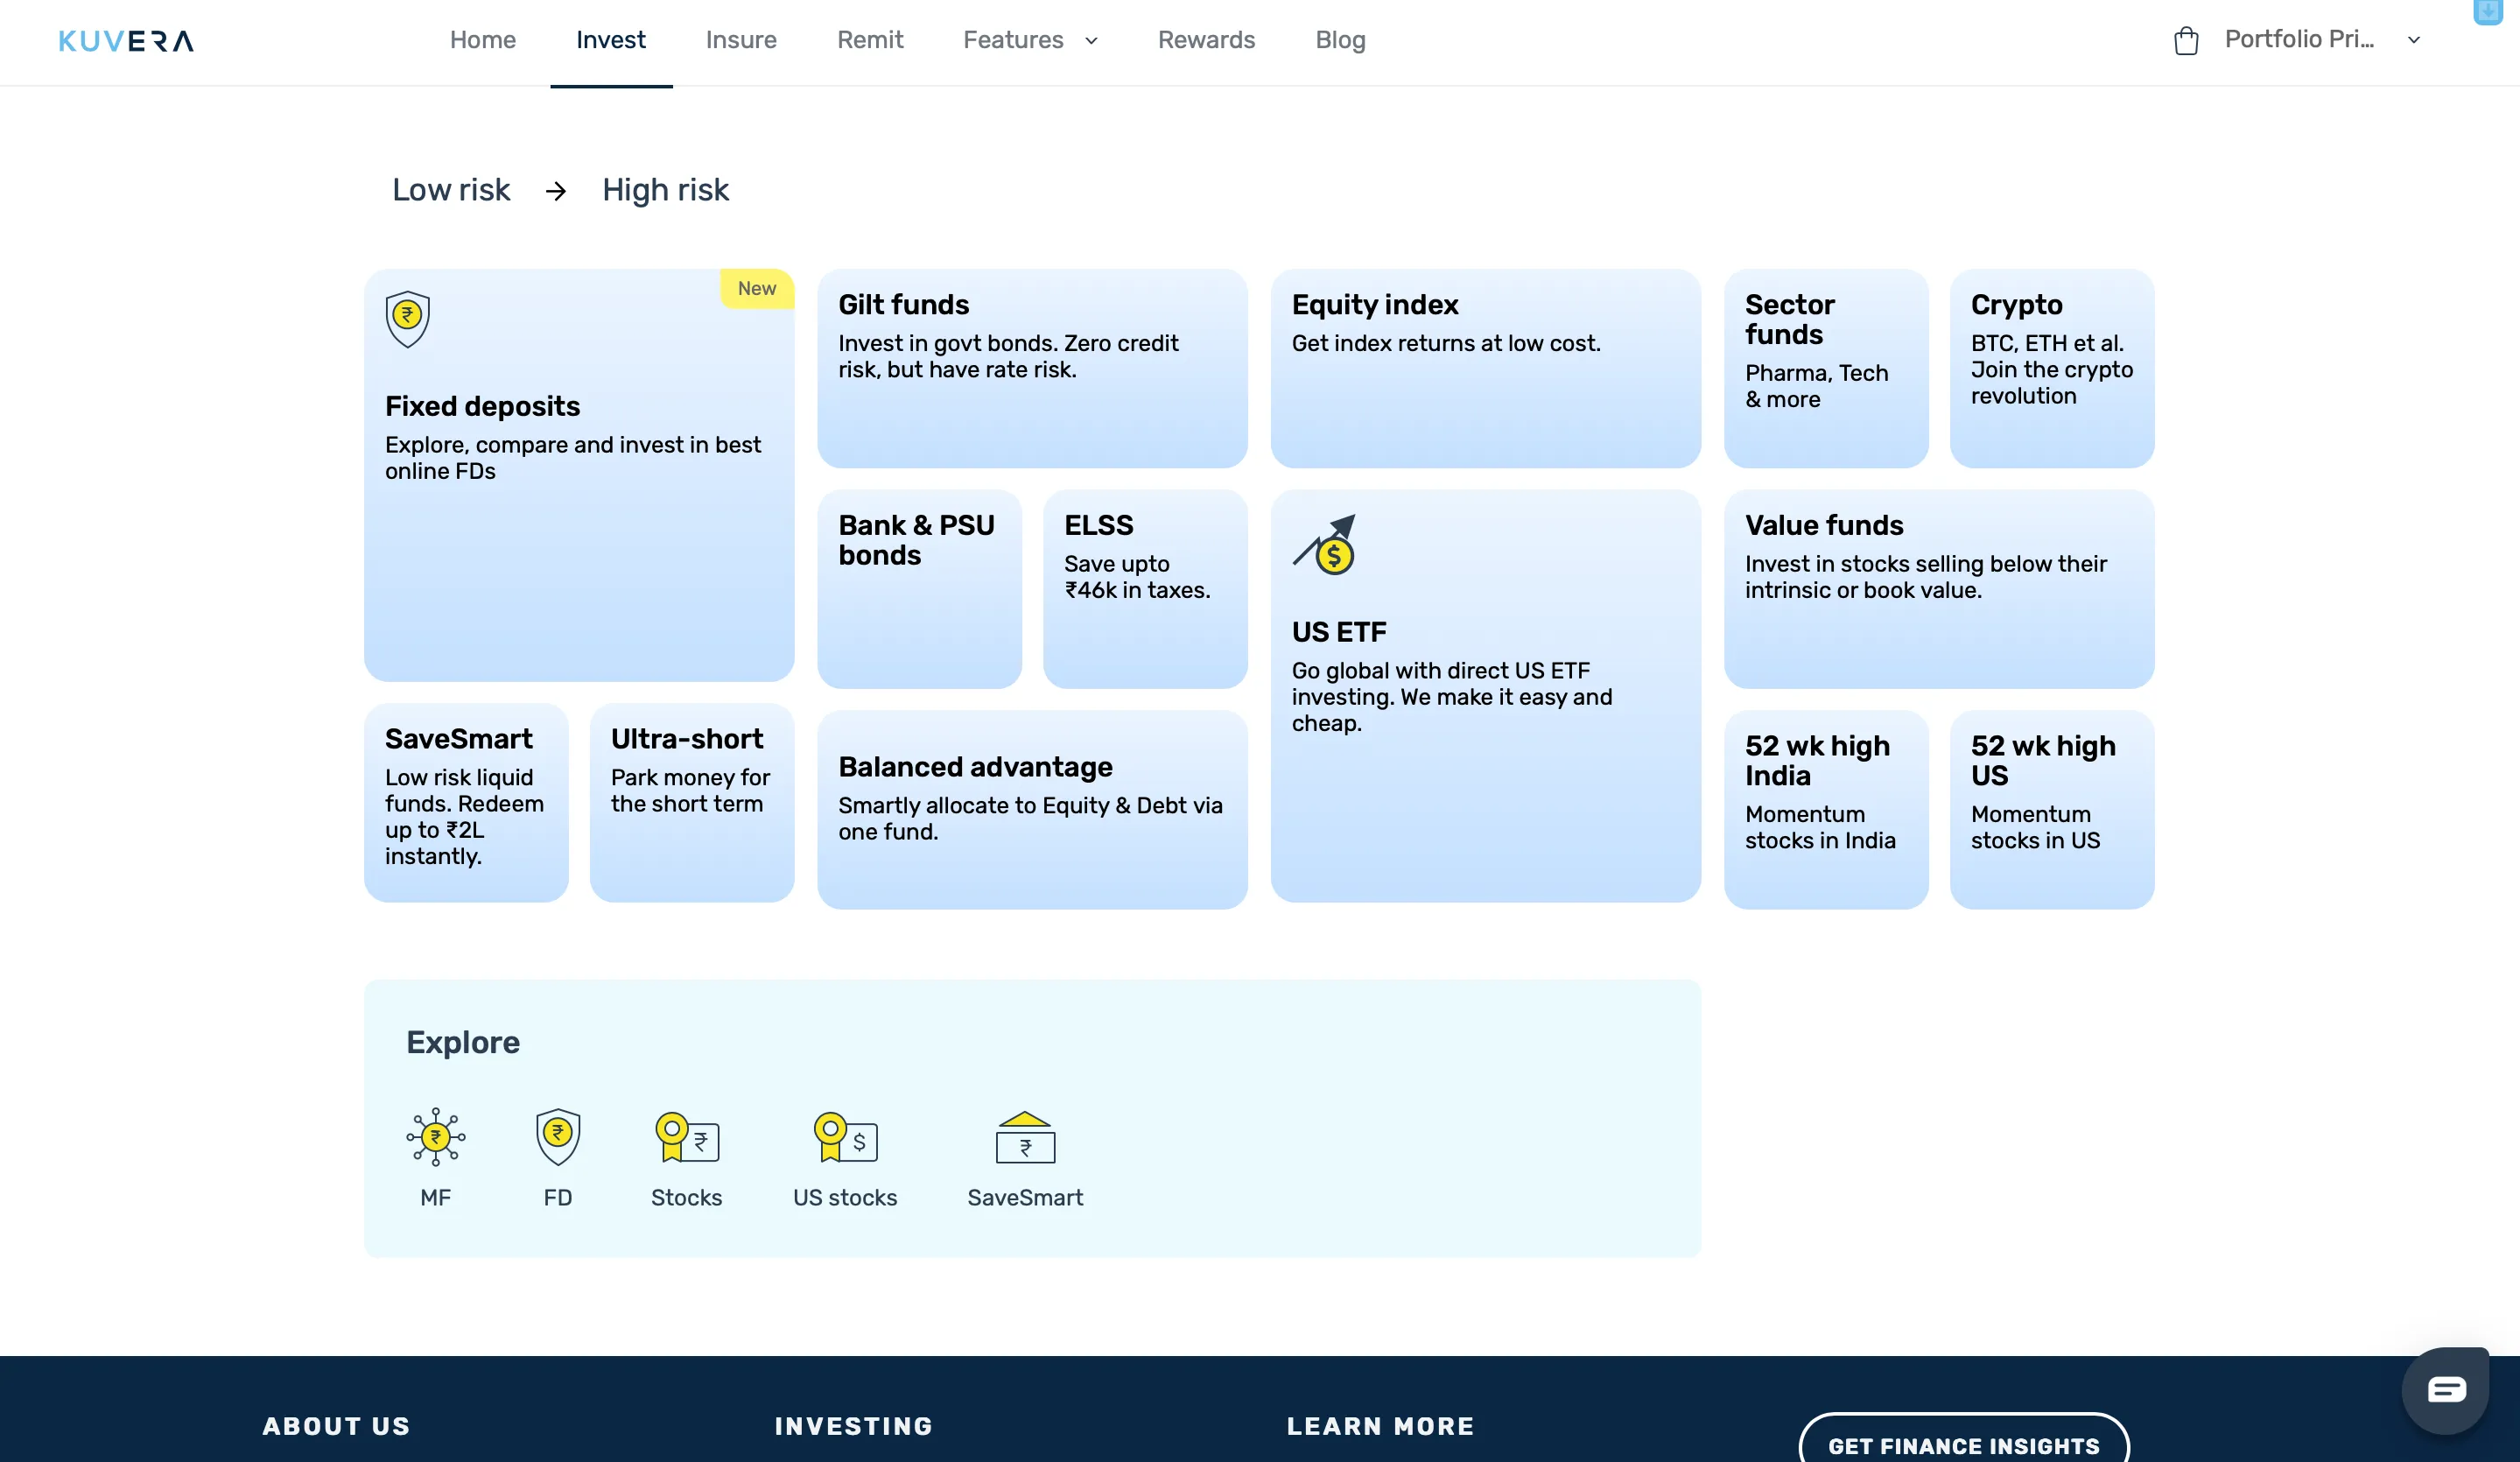 KUVERA
Home
Invest
Insure
Remit
Features
Rewards
Blog
Portfolio Pri...
Low risk → High risk
New
₹
Fixed deposits
Explore, compare and invest in best
online FDs
SaveSmart
Low risk liquid
funds. Redeem
up to ₹2L
instantly.
Ultra-short
Park money for
the short term
Gilt funds
Invest in govt bonds. Zero credit
risk, but have rate risk.
Bank & PSU
bonds
ELSS
Save upto
₹46k in taxes.
Balanced advantage
Smartly allocate to Equity & Debt via
one fund.
Equity index
Get index returns at low cost.
$
US ETF
Go global with direct US ETF
investing. We make it easy and
cheap.
Sector
funds
Pharma, Tech
& more
Crypto
BTC, ETH et al.
Join the crypto
revolution
Value funds
Invest in stocks selling below their
intrinsic or book value.
52 wk high
India
Momentum
stocks in India
52 wk high
US
Momentum
stocks in US
Explore
₹
MF
₹
FD
₹
Stocks
$
US stocks
₹
SaveSmart
ABOUT US
INVESTING
LEARN MORE
GET FINANCE INSIGHTS